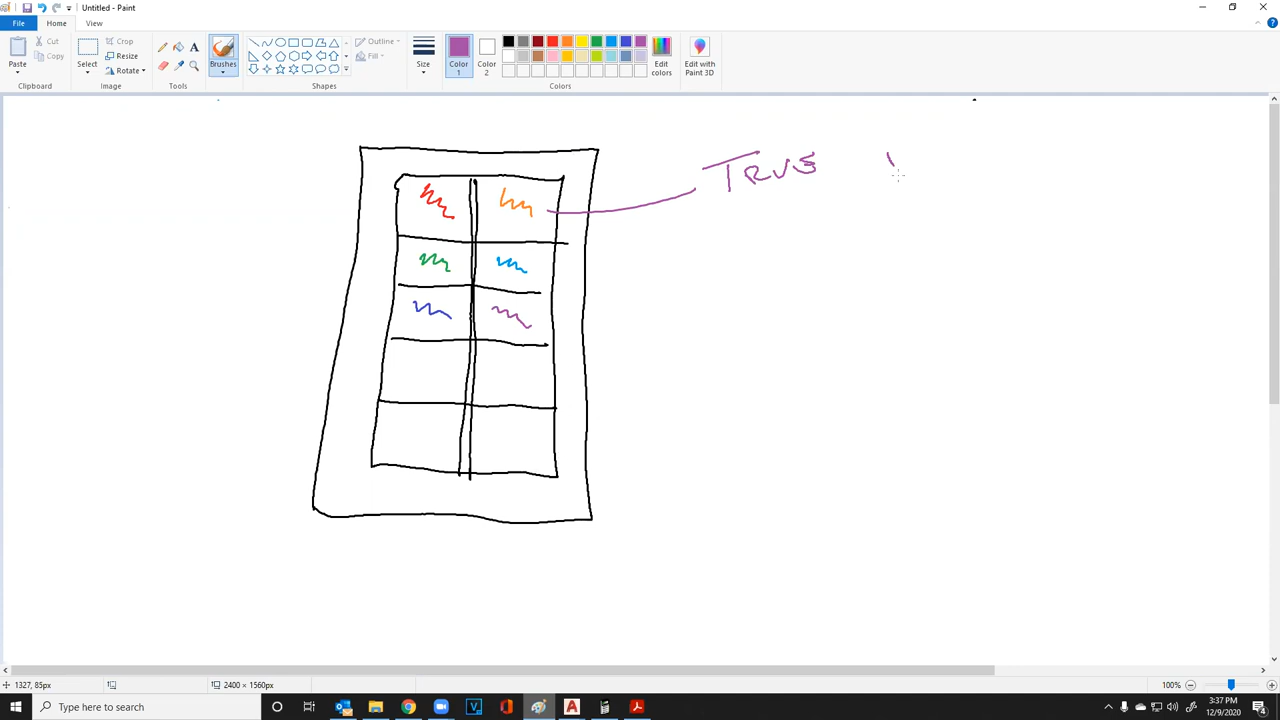 Untitled - Paint
File
Home
View
Paste
Cut
Copy
Clipboard
Select
Crop
Resize
Rotate
Image
Tools
Brushes
Shapes
Outline
Fill
Size
Color 1
Color 2
Edit colors
Edit with Paint 3D
Colors
TRVS
1327, 85px
2400 × 1560px
100%
Type here to search
3:37 PM
12/9/2020